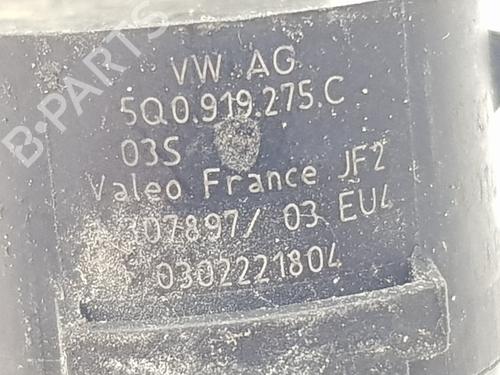 VW AG
5Q0.919.275.C
03S
Valeo France JF2
307897/ 03 EU4
0302221804
B-PARTS